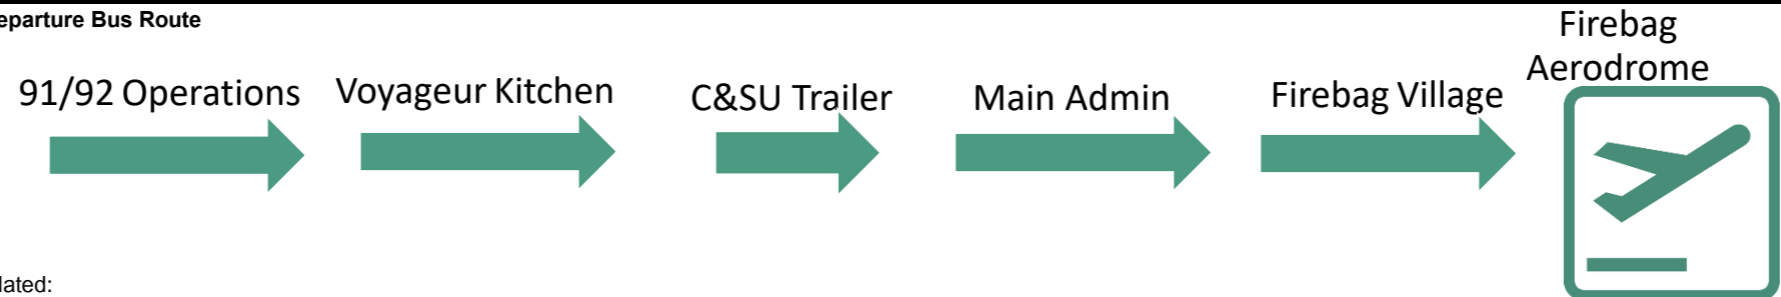 eparture Bus Route
91/92 Operations
Voyageur Kitchen
C&SU Trailer
Main Admin
Firebag Village
Firebag
Aerodrome
lated: